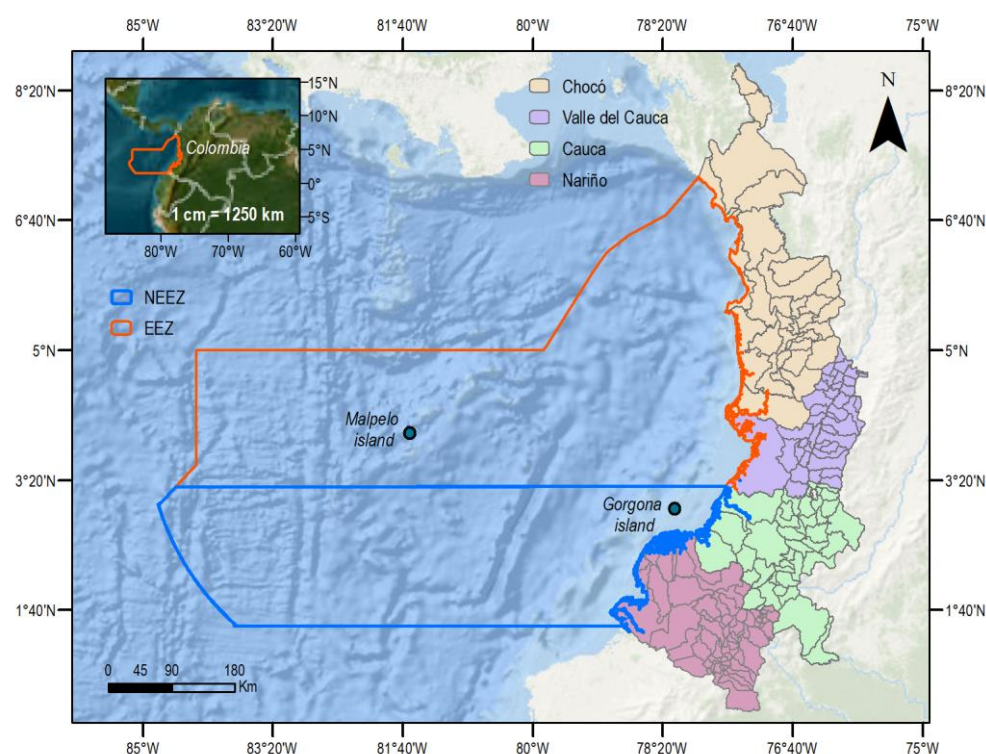 85°W 83°20'W 81°40'W 80°W 78°20'W 76°40'W 75°W
8°20'N
6°40'N
5°N
3°20'N
1°40'N
15°N
10°N
5°N
0°
5°S
Colombia
1 cm = 1250 km
80°W 70°W 60°W
Chocó
Valle del Cauca
Cauca
Nariño
N
8°20'N
6°40'N
5°N
3°20'N
1°40'N
NEEZ
EEZ
Malpelo
island
Gorgona
island
0 45 90 180
Km
85°W 83°20'W 81°40'W 80°W 78°20'W 76°40'W 75°W